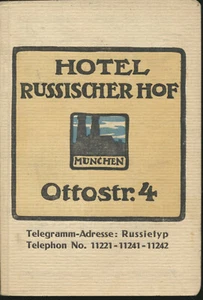 HOTEL
RUSSISCHER HOF
MÜNCHEN
Ottostr. 4
Telegramm-Adresse: Russietyp
Telephon No. 11221-11241-11242